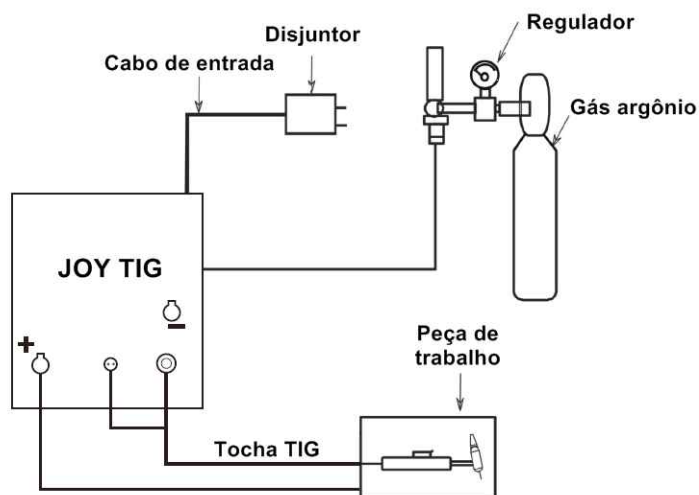 Disjuntor
Regulador
Cabo de entrada
Gás argônio
JOY TIG
−
+
Peça de
trabalho
Tocha TIG